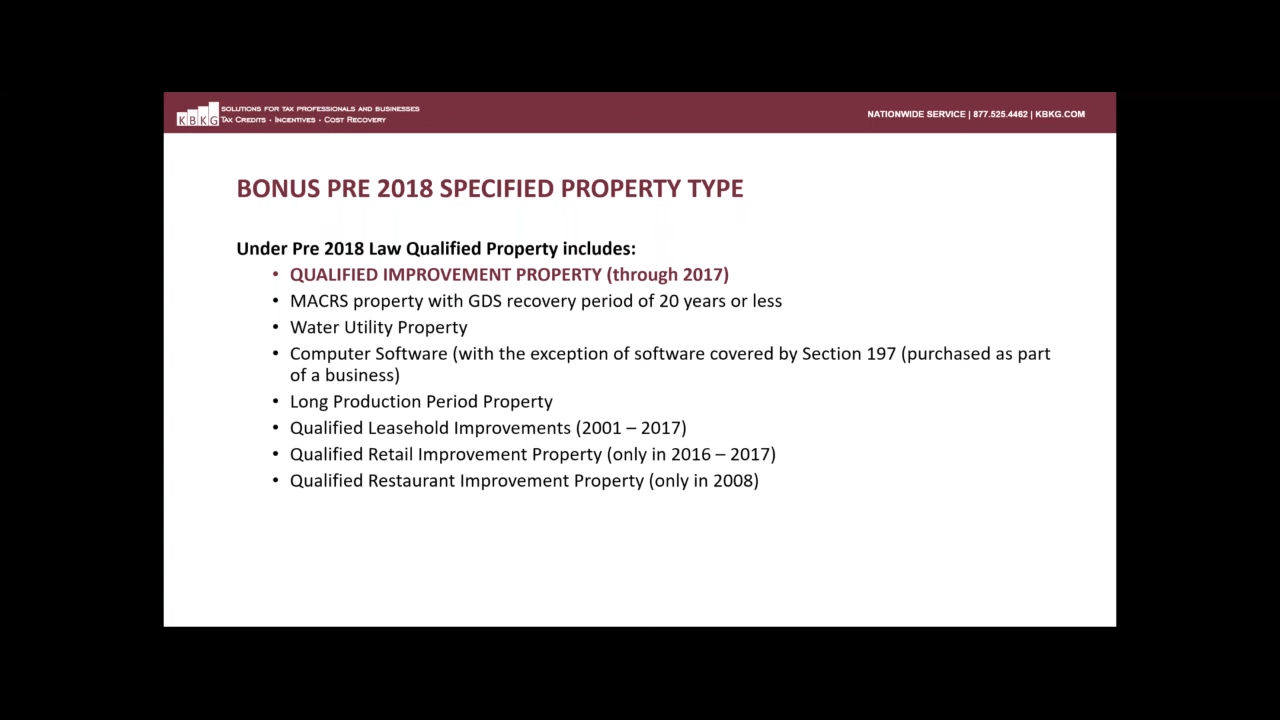 KBKG
SOLUTIONS FOR TAX PROFESSIONALS AND BUSINESSES
TAX CREDITS • INCENTIVES • COST RECOVERY
NATIONWIDE SERVICE | 877.525.4462 | KBKG.COM
BONUS PRE 2018 SPECIFIED PROPERTY TYPE
Under Pre 2018 Law Qualified Property includes:
• QUALIFIED IMPROVEMENT PROPERTY (through 2017)
• MACRS property with GDS recovery period of 20 years or less
• Water Utility Property
• Computer Software (with the exception of software covered by Section 197 (purchased as part
of a business)
• Long Production Period Property
• Qualified Leasehold Improvements (2001 – 2017)
• Qualified Retail Improvement Property (only in 2016 – 2017)
• Qualified Restaurant Improvement Property (only in 2008)